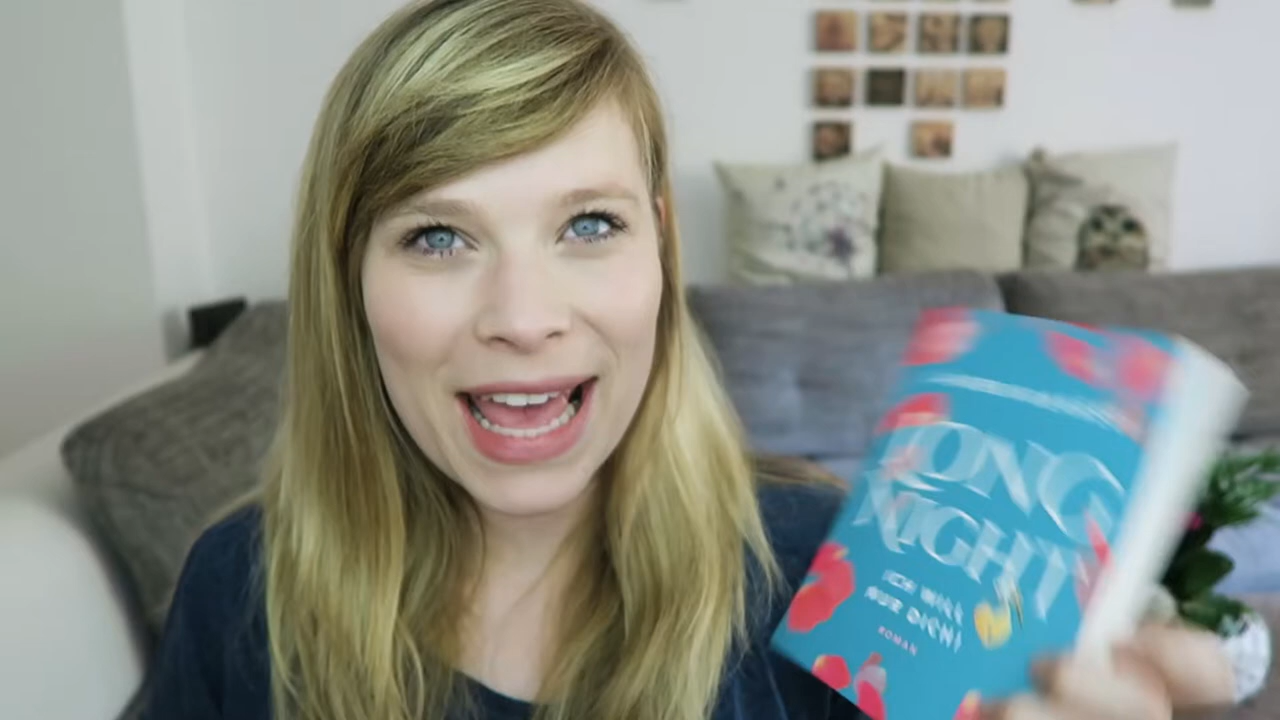 LONG
NIGHT
ICH WILL
NUR DICH!
ROMAN